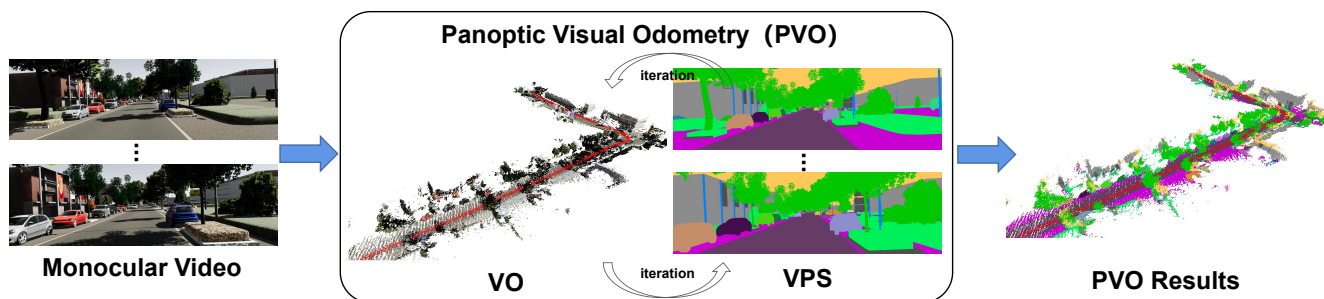 Panoptic Visual Odometry（PVO）
iteration
Monocular Video
VO
iteration
VPS
PVO Results